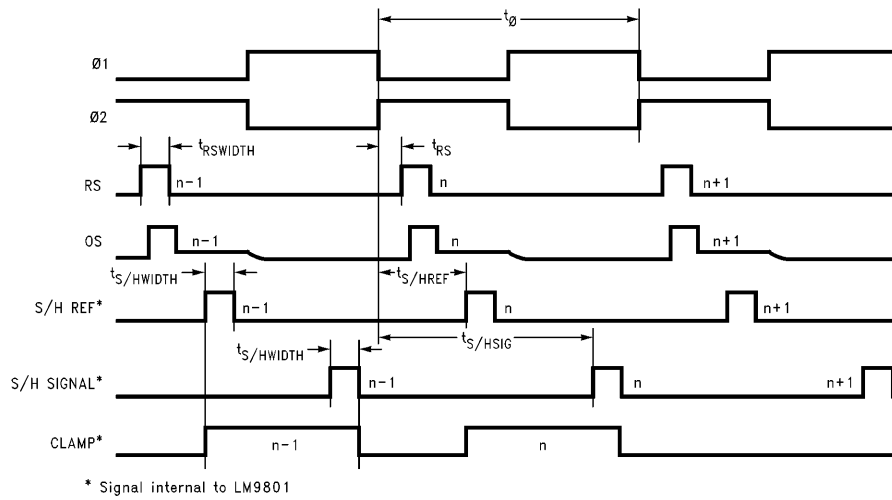 tø
Ø1
Ø2
tRSWIDTH
tRS
RS
n-1
n
n+1
OS
n-1
n
n+1
tS/HWIDTH
tS/HREF
S/H REF*
n-1
n
n+1
tS/HWIDTH
tS/HSIG
S/H SIGNAL*
n-1
n
n+1
CLAMP*
n-1
n
* Signal internal to LM9801